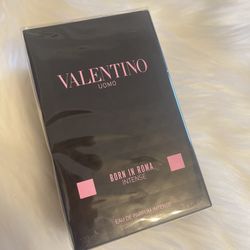 VALENTINO
UOMO
BORN IN ROMA
INTENSE
EAU DE PARFUM INTENSE